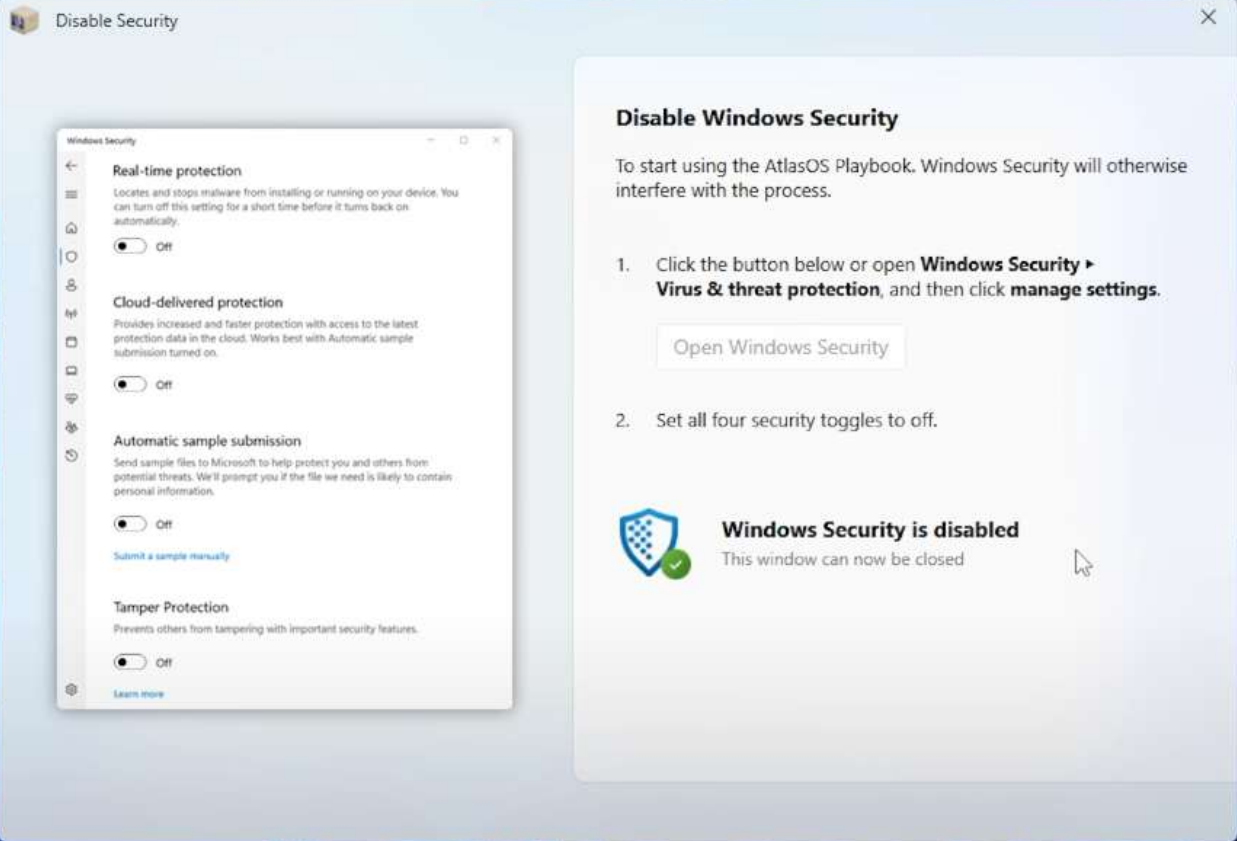 Disable Security
Windows Security
Real-time protection
Locates and stops malware from installing or running on your device. You
can turn off this setting for a short time before it turns back on
automatically.
Off
Cloud-delivered protection
Provides increased and faster protection with access to the latest
protection data in the cloud. Works best with Automatic sample
submission turned on.
Off
Automatic sample submission
Send sample files to Microsoft to help protect you and others from
potential threats. We'll prompt you if the file we need is likely to contain
personal information.
Off
Submit a sample manually
Tamper Protection
Prevents others from tampering with important security features.
Off
Learn more
Disable Windows Security
To start using the AtlasOS Playbook. Windows Security will otherwise
interfere with the process.
1. Click the button below or open Windows Security ▸
Virus & threat protection, and then click manage settings.
Open Windows Security
2. Set all four security toggles to off.
Windows Security is disabled
This window can now be closed